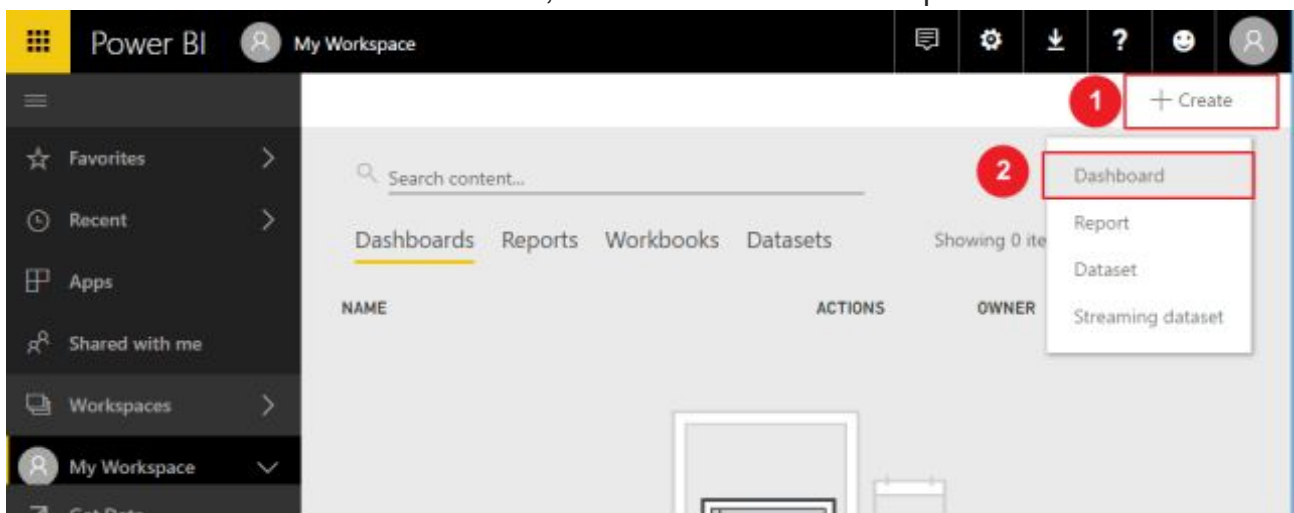 Power BI My Workspace ?
1 + Create
Favorites
Search content...
2 Dashboard
Recent
Report
Dashboards Reports Workbooks Datasets Showing 0 ite
Dataset
Apps
NAME ACTIONS OWNER
Streaming dataset
Shared with me
Workspaces
My Workspace